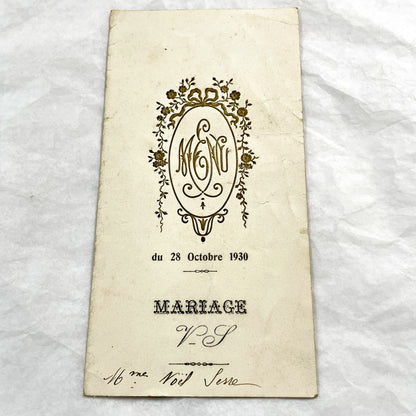 MENU
du 28 Octobre 1930
MARIAGE
V-S
Mme Noël Serre